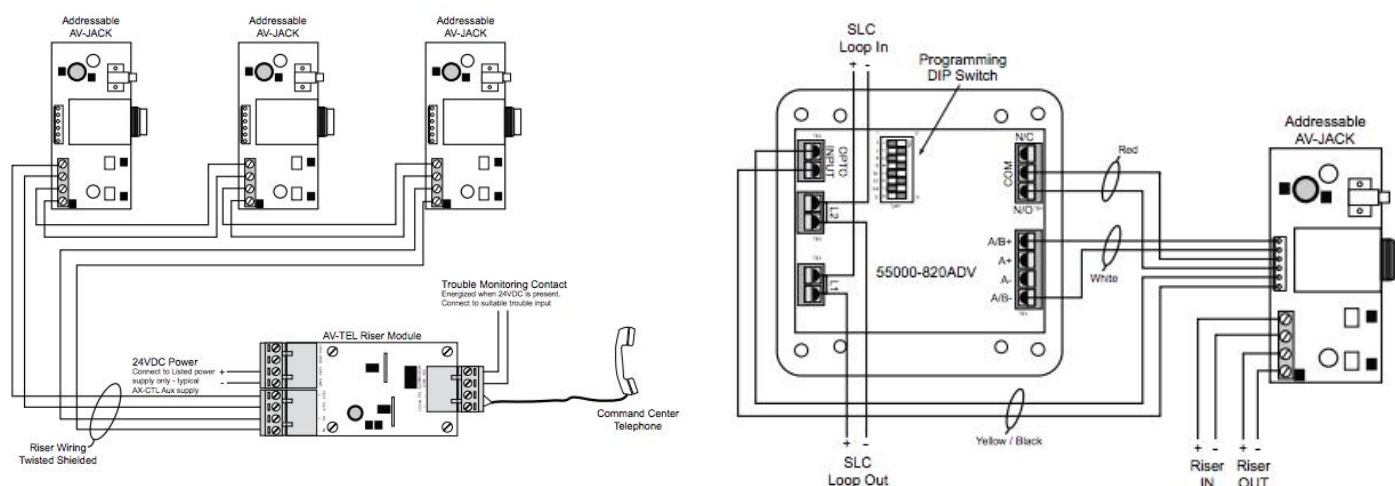 Addressable
AV-JACK
Addressable
AV-JACK
Addressable
AV-JACK
Trouble Monitoring Contact
Energized when 24VDC is present.
Connect to suitable trouble input
AV-TEL Riser Module
24VDC Power
Connect to Listed power
supply only - typical
AX-CTL Aux supply
+
-
Riser Wiring
Twisted Shielded
Command Center
Telephone
SLC
Loop In
+ -
Programming
DIP Switch
OPTO
INPUT
L2
L1
N/C
COM
N/O
A/B+
A+
A-
A/B-
55000-820ADV
Red
White
Yellow / Black
Addressable
AV-JACK
+ -
SLC
Loop Out
+ - + -
Riser Riser
IN OUT